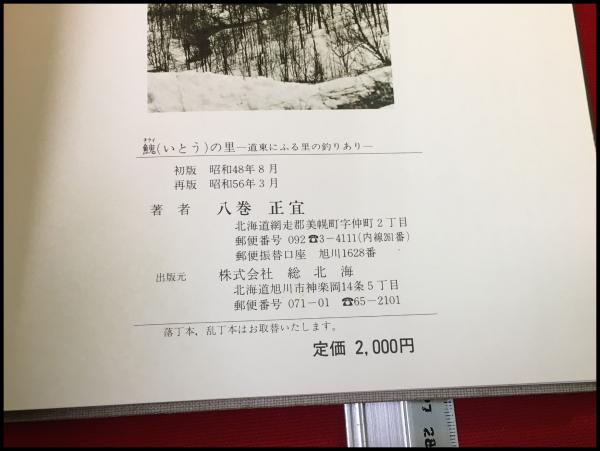 チライ
鮸(いとう)の里―道東にふる里の釣りあり―
初版　昭和48年8月
再版　昭和56年3月
著者　八巻 正宜
北海道網走郡美幌町字仲町2丁目
郵便番号 092 ☎3-4111(内線261番)
郵便振替口座 旭川1628番
出版元　株式会社 総北海
北海道旭川市神楽岡14条5丁目
郵便番号 071-01 ☎65-2101
落丁本、乱丁本はお取替いたします。
定価 2,000円
27 28